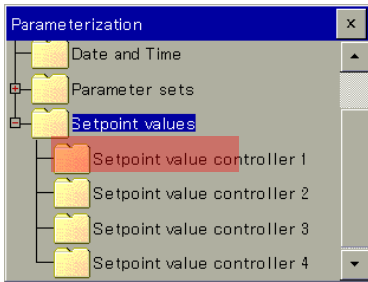 Parameterization x
Date and Time
Parameter sets
Setpoint values
Setpoint value controller 1
Setpoint value controller 2
Setpoint value controller 3
Setpoint value controller 4